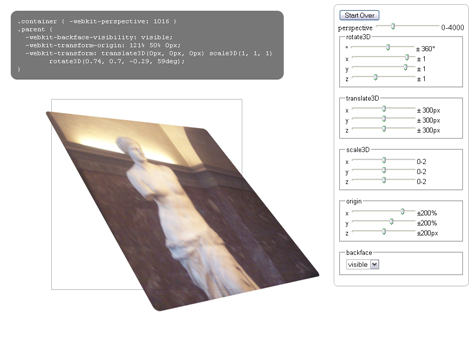 .container { -webkit-perspective: 1016 }
.parent {
-webkit-backface-visibility: visible;
-webkit-transform-origin: 121% 50% 0px;
-webkit-transform: translate3D(0px, 0px, 0px) scale3D(1, 1, 1)
rotate3D(0.74, 0.7, -0.29, 59deg);
}
Start Over
perspective 0-4000
rotate3D
° ± 360°
x ± 1
y ± 1
z ± 1
translate3D
x ± 300px
y ± 300px
z ± 300px
scale3D
x 0-2
y 0-2
z 0-2
origin
x ±200%
y ±200%
z ±200px
backface
visible